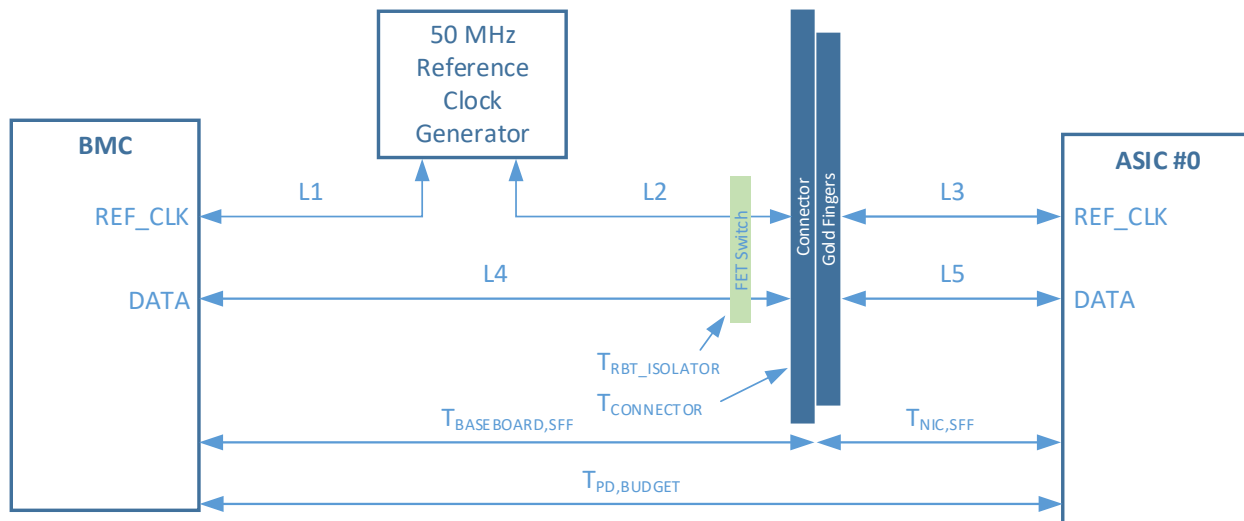 50 MHz
Reference
Clock
Generator
BMC
ASIC #0
L1
L2
L3
REF_CLK
REF_CLK
FET Switch
Connector
Gold Fingers
L4
L5
DATA
DATA
TRBT_ISOLATOR
TCONNECTOR
TBASEBOARD,SFF
TNIC,SFF
TPD,BUDGET